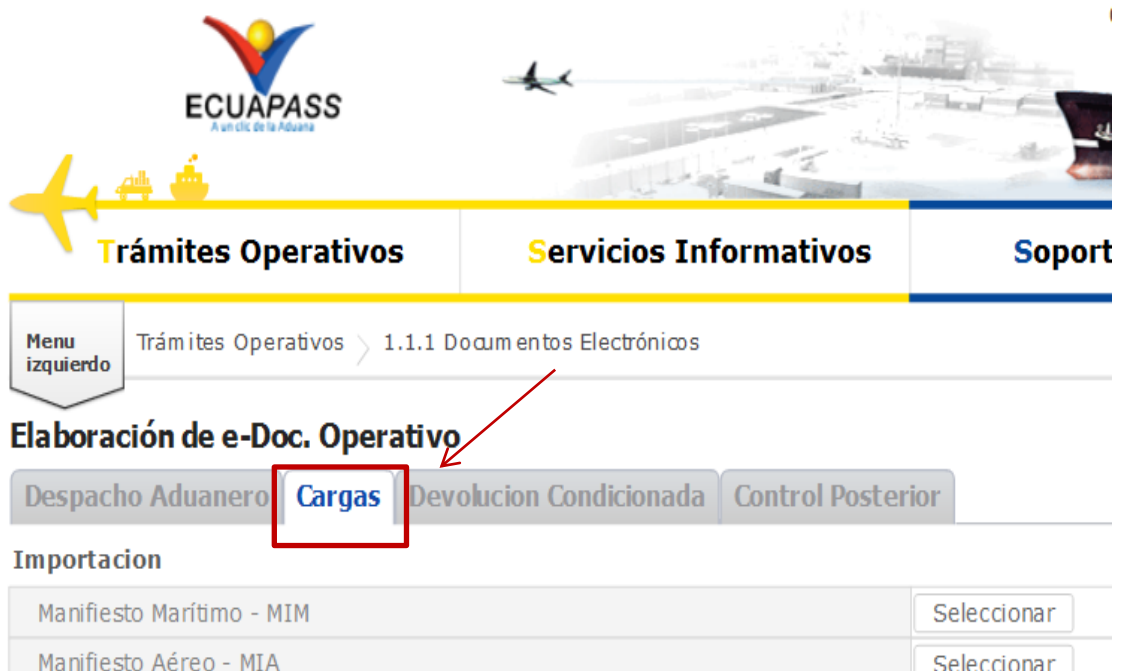 ECUAPASS
A un clic de la Aduana
Trámites Operativos
Servicios Informativos
Soport
Menu
izquierdo
Trámites Operativos
1.1.1 Documentos Electrónicos
Elaboración de e-Doc. Operativo
Despacho Aduanero
Cargas
Devolucion Condicionada
Control Posterior
Importacion
Manifiesto Marítimo - MIM
Seleccionar
Manifiesto Aéreo - MIA
Seleccionar